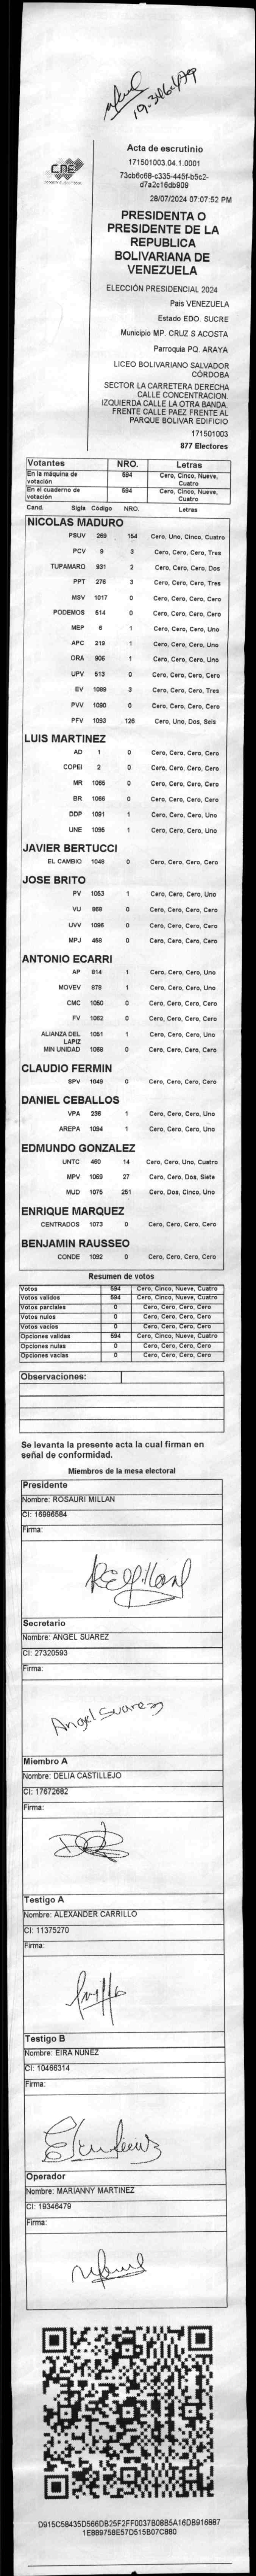 19.346479
CNE
Acta de escrutinio
171501003.04.1.0001
73cb6c68-c335-445f-b5c2-
d7a2c16db909
28/07/2024 07:07:52 PM
PRESIDENTA O
PRESIDENTE DE LA
REPUBLICA
BOLIVARIANA DE
VENEZUELA
ELECCIÓN PRESIDENCIAL 2024
Pais VENEZUELA
Estado EDO. SUCRE
Municipio MP. CRUZ S ACOSTA
Parroquia PQ. ARAYA
LICEO BOLIVARIANO SALVADOR
CÓRDOBA
SECTOR LA CARRETERA DERECHA
CALLE CONCENTRACION.
IZQUIERDA CALLE LA OTRA BANDA.
FRENTE CALLE PAEZ FRENTE AL
PARQUE BOLIVAR EDIFICIO
171501003
877 Electores
Votantes NRO. Letras
En la máquina de votación 594 Cero, Cinco, Nueve, Cuatro
En el cuaderno de votación 594 Cero, Cinco, Nueve, Cuatro
Cand. Sigla Código NRO. Letras
NICOLAS MADURO
PSUV 269 154 Cero, Uno, Cinco, Cuatro
PCV 9 3 Cero, Cero, Cero, Tres
TUPAMARO 931 2 Cero, Cero, Cero, Dos
PPT 276 3 Cero, Cero, Cero, Tres
MSV 1017 0 Cero, Cero, Cero, Cero
PODEMOS 514 0 Cero, Cero, Cero, Cero
MEP 6 1 Cero, Cero, Cero, Uno
APC 219 1 Cero, Cero, Cero, Uno
ORA 906 1 Cero, Cero, Cero, Uno
UPV 513 0 Cero, Cero, Cero, Cero
EV 1089 3 Cero, Cero, Cero, Tres
PVV 1090 0 Cero, Cero, Cero, Cero
PFV 1093 126 Cero, Uno, Dos, Seis
LUIS MARTINEZ
AD 1 0 Cero, Cero, Cero, Cero
COPEI 2 0 Cero, Cero, Cero, Cero
MR 1065 0 Cero, Cero, Cero, Cero
BR 1066 0 Cero, Cero, Cero, Cero
DDP 1091 1 Cero, Cero, Cero, Uno
UNE 1095 1 Cero, Cero, Cero, Uno
JAVIER BERTUCCI
EL CAMBIO 1048 0 Cero, Cero, Cero, Cero
JOSE BRITO
PV 1053 1 Cero, Cero, Cero, Uno
VU 868 0 Cero, Cero, Cero, Cero
UVV 1096 0 Cero, Cero, Cero, Cero
MPJ 456 0 Cero, Cero, Cero, Cero
ANTONIO ECARRI
AP 814 1 Cero, Cero, Cero, Uno
MOVEV 978 1 Cero, Cero, Cero, Uno
CMC 1050 0 Cero, Cero, Cero, Cero
FV 1052 0 Cero, Cero, Cero, Cero
ALIANZA DEL LAPIZ 1051 1 Cero, Cero, Cero, Uno
MIN UNIDAD 1068 0 Cero, Cero, Cero, Cero
CLAUDIO FERMIN
SPV 1049 0 Cero, Cero, Cero, Cero
DANIEL CEBALLOS
VPA 236 1 Cero, Cero, Cero, Uno
AREPA 1094 1 Cero, Cero, Cero, Uno
EDMUNDO GONZALEZ
UNTC 460 14 Cero, Cero, Uno, Cuatro
MPV 1069 27 Cero, Cero, Dos, Siete
MUD 1075 251 Cero, Dos, Cinco, Uno
ENRIQUE MARQUEZ
CENTRADOS 1073 0 Cero, Cero, Cero, Cero
BENJAMIN RAUSSEO
CONDE 1092 0 Cero, Cero, Cero, Cero
Resumen de votos
Votos 594 Cero, Cinco, Nueve, Cuatro
Votos validos 594 Cero, Cinco, Nueve, Cuatro
Votos parciales 0 Cero, Cero, Cero, Cero
Votos nulos 0 Cero, Cero, Cero, Cero
Votos vacios 0 Cero, Cero, Cero, Cero
Opciones validas 594 Cero, Cinco, Nueve, Cuatro
Opciones nulas 0 Cero, Cero, Cero, Cero
Opciones vacias 0 Cero, Cero, Cero, Cero
Observaciones:
Se levanta la presente acta la cual firman en
señal de conformidad.
Miembros de la mesa electoral
Presidente
Nombre: ROSAURI MILLAN
CI: 16996584
Firma:
Secretario
Nombre: ANGEL SUAREZ
CI: 27320593
Firma:
Angel Suarez
Miembro A
Nombre: DELIA CASTILLEJO
CI: 17672682
Firma:
Testigo A
Nombre: ALEXANDER CARRILLO
CI: 11375270
Firma:
Testigo B
Nombre: EIRA NUÑEZ
CI: 10466314
Firma:
Operador
Nombre: MARIANNY MARTINEZ
CI: 19346479
Firma:
D915C58435D566DB25F2FF0037B08B5A16DB916887
1E8B9758E57D515B07C880